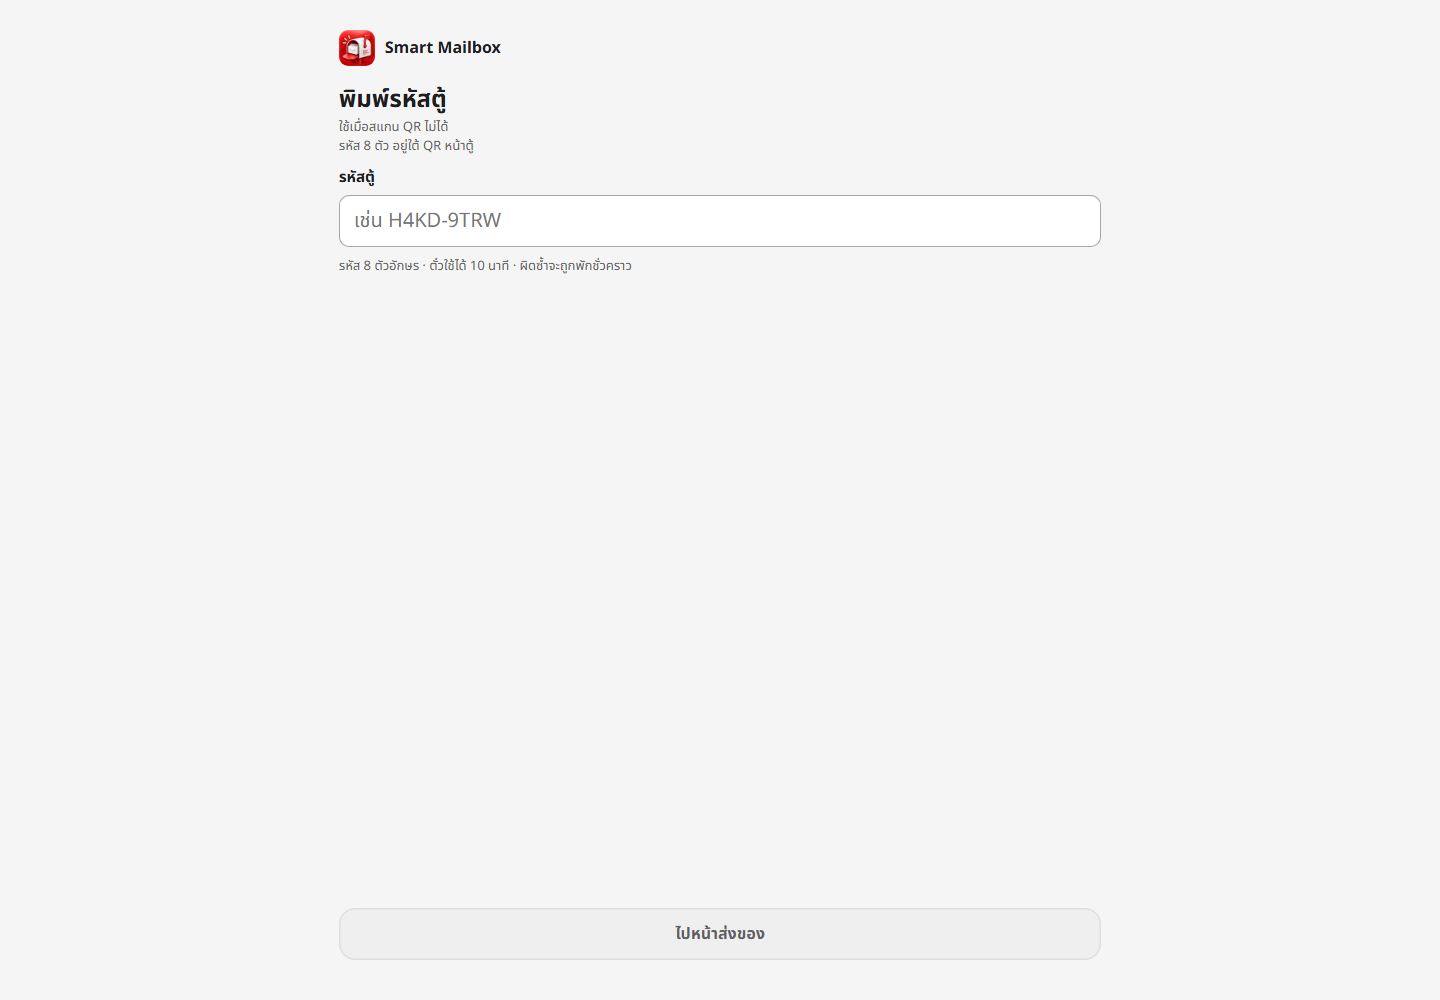 Smart Mailbox
พิมพ์รหัสตู้
ใช้เมื่อสแกน QR ไม่ได้
รหัส 8 ตัว อยู่ใต้ QR หน้าตู้
รหัสตู้
เช่น H4KD-9TRW
รหัส 8 ตัวอักษร · ตั๋วใช้ได้ 10 นาที · ผิดซ้ำจะถูกพักชั่วคราว
ไปหน้าส่งของ